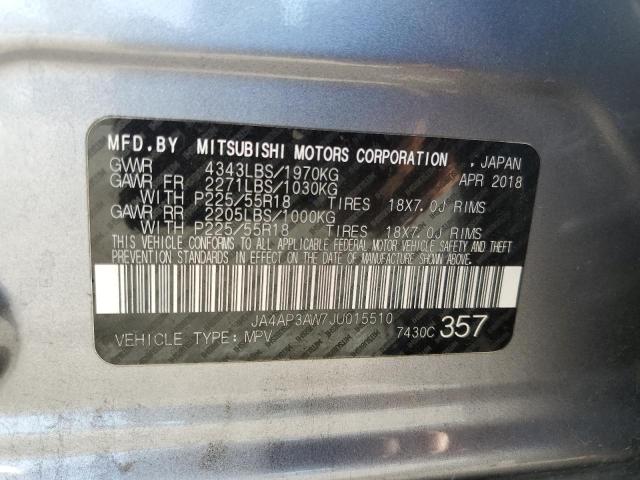 MFD.BY MITSUBISHI MOTORS CORPORATION , JAPAN
GVWR 4343LBS/1970KG APR 2018
GAWR FR 2271LBS/1030KG
WITH P225/55R18 TIRES 18X7.0J RIMS
GAWR RR 2205LBS/1000KG
WITH P225/55R18 TIRES 18X7.0J RIMS
THIS VEHICLE CONFORMS TO ALL APPLICABLE FEDERAL MOTOR VEHICLE SAFETY AND THEFT
PREVENTION STANDARDS IN EFFECT ON THE DATE OF MANUFACTURE SHOWN ABOVE.
JA4AP3AW7JU015510
VEHICLE TYPE: MPV 7430C 357